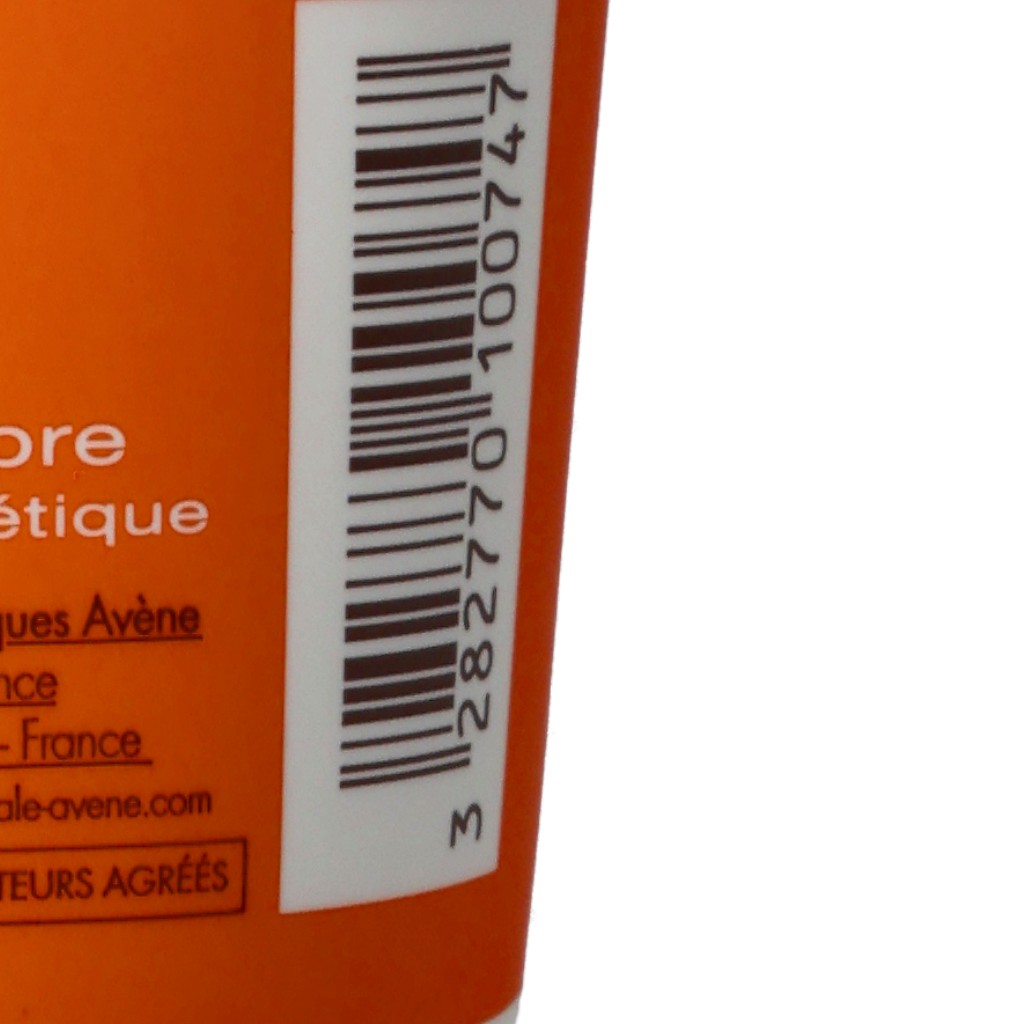 ore
étique
ques Avène
nce
- France
ale-avene.com
TEURS AGRÉÉS
3 282770 100747